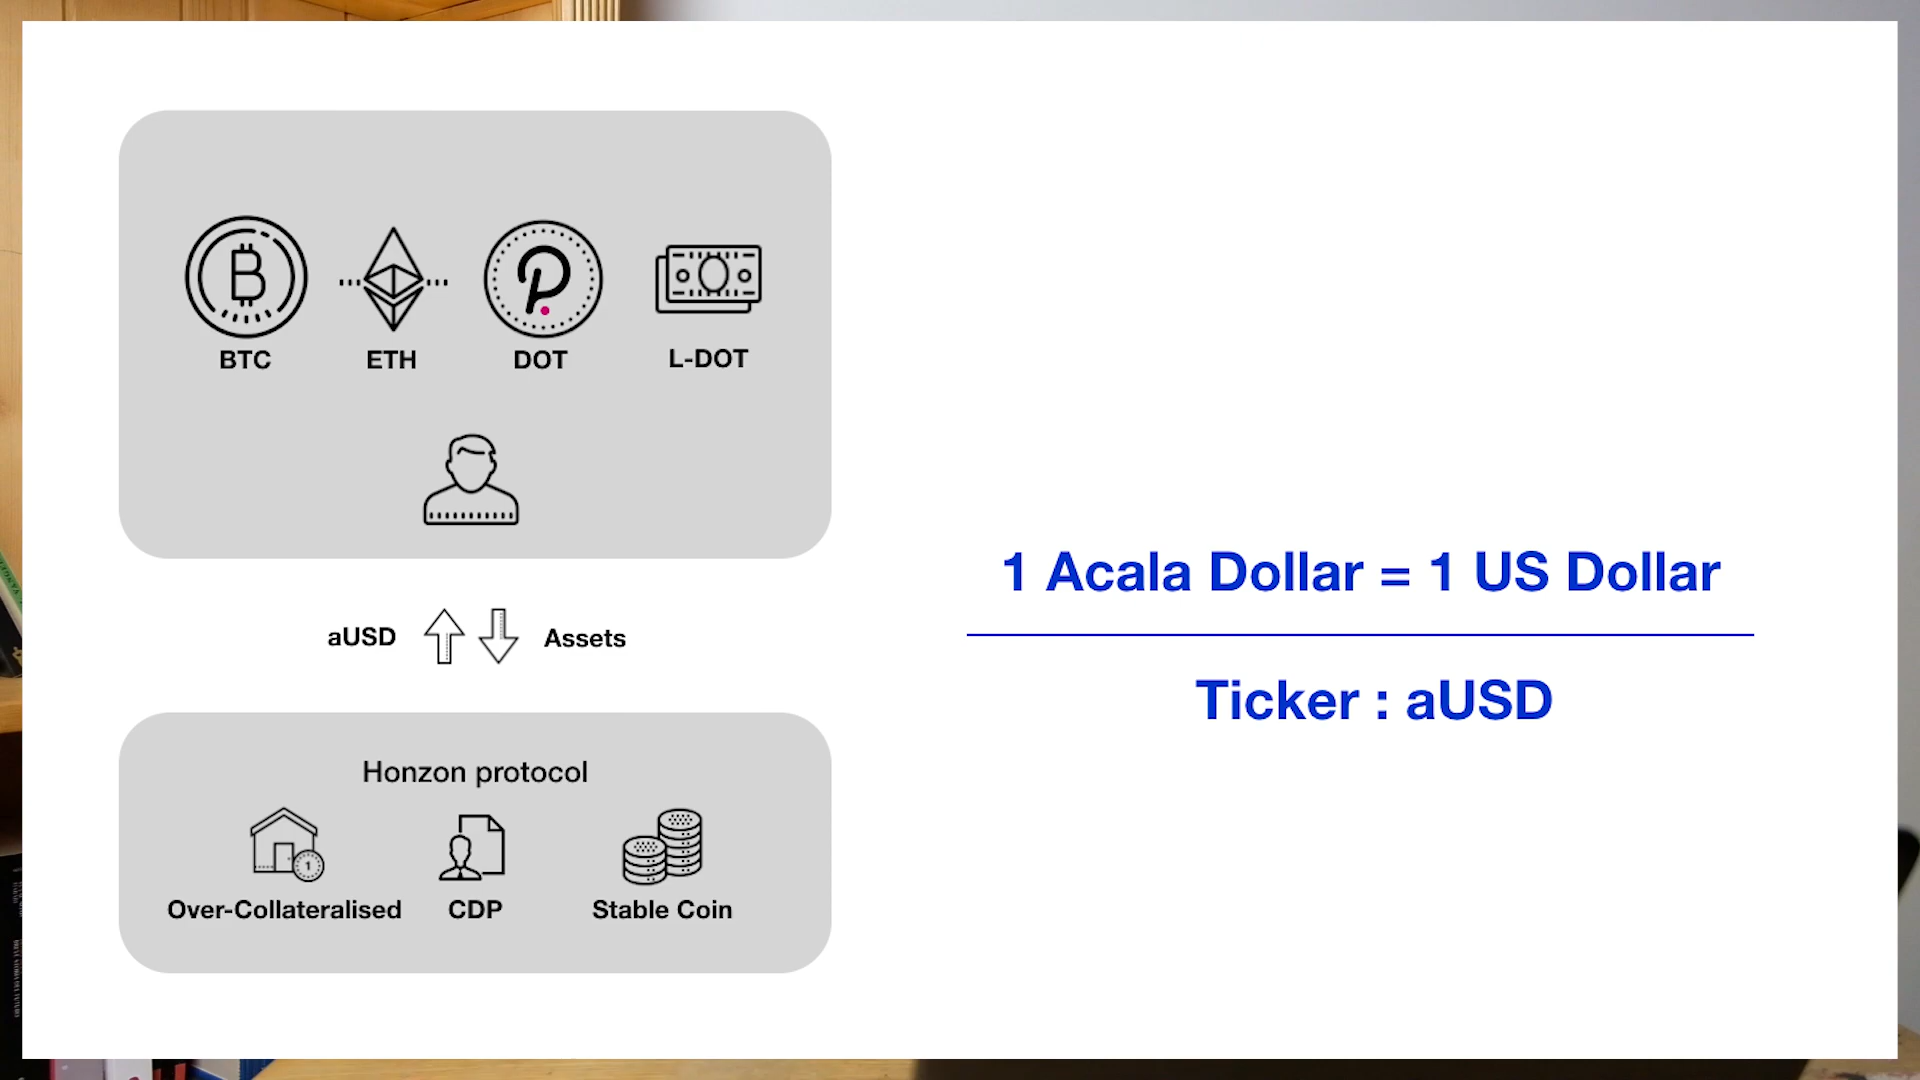 BTC
ETH
DOT
L-DOT
aUSD
Assets
Honzon protocol
1
Over-Collateralised
CDP
Stable Coin
1 Acala Dollar = 1 US Dollar
Ticker : aUSD